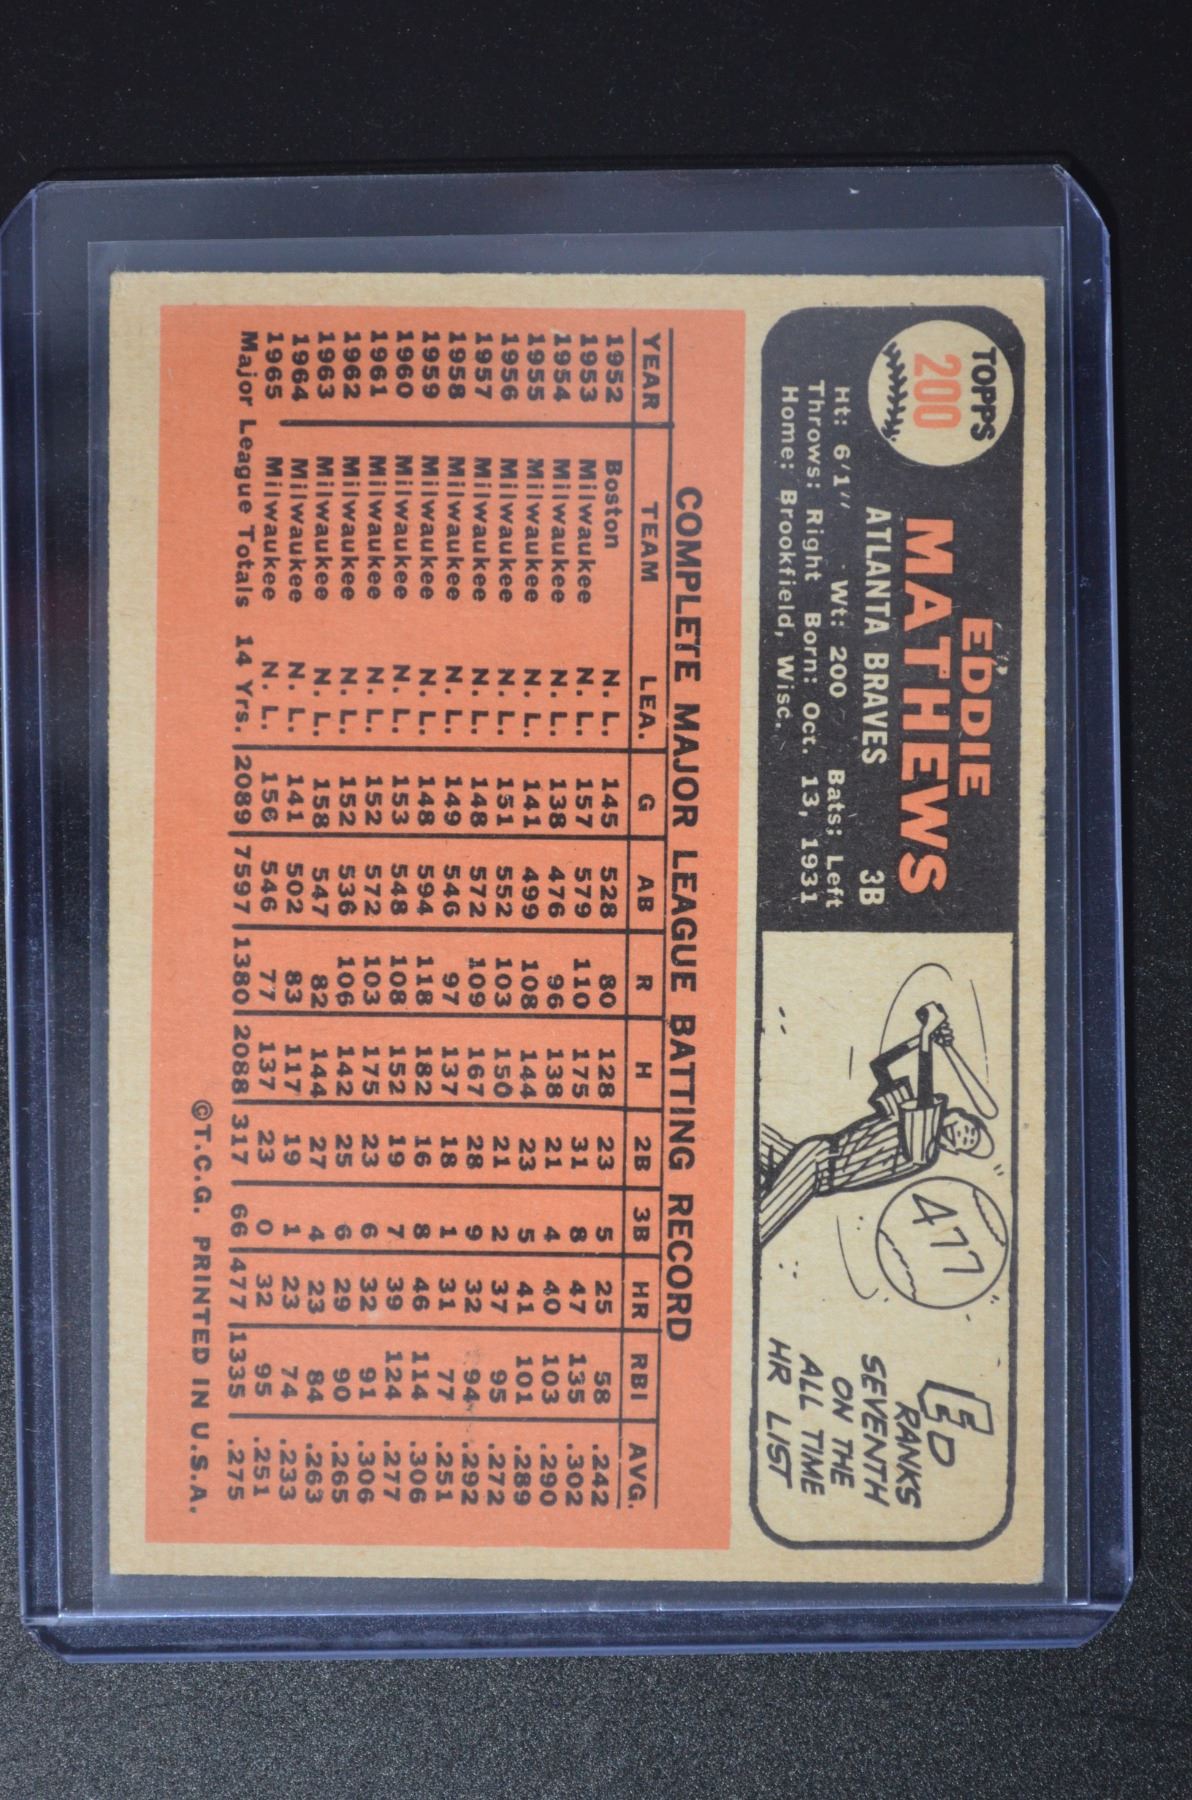 TOPPS
200
EDDIE
MATHEWS
ATLANTA BRAVES 3B
Ht: 6'1" Wt: 200 Bats: Left
Throws: Right Born: Oct. 13, 1931
Home: Brookfield, Wisc.
477
ED
RANKS
SEVENTH
ON THE
ALL TIME
HR LIST
COMPLETE MAJOR LEAGUE BATTING RECORD
YEAR TEAM LEA. G AB R H 2B 3B HR RBI AVG.
1952 Boston N. L. 145 528 80 128 23 5 25 58 .242
1953 Milwaukee N. L. 157 579 110 175 31 8 47 135 .302
1954 Milwaukee N. L. 138 476 96 138 21 4 40 103 .290
1955 Milwaukee N. L. 141 499 108 144 23 5 41 101 .289
1956 Milwaukee N. L. 151 552 103 150 21 2 37 95 .272
1957 Milwaukee N. L. 148 572 109 167 28 9 32 94 .292
1958 Milwaukee N. L. 149 546 97 137 18 1 31 77 .251
1959 Milwaukee N. L. 148 594 118 182 16 8 46 114 .306
1960 Milwaukee N. L. 153 548 108 152 19 7 39 124 .277
1961 Milwaukee N. L. 152 572 103 175 23 6 32 91 .306
1962 Milwaukee N. L. 152 536 106 142 25 6 29 90 .265
1963 Milwaukee N. L. 158 547 82 144 27 4 23 84 .263
1964 Milwaukee N. L. 141 502 83 117 19 1 23 74 .233
1965 Milwaukee N. L. 156 546 77 137 23 0 32 95 .251
Major League Totals 14 Yrs. 2089 7597 1380 2088 317 66 477 1335 .275
©T.C.G. PRINTED IN U.S.A.